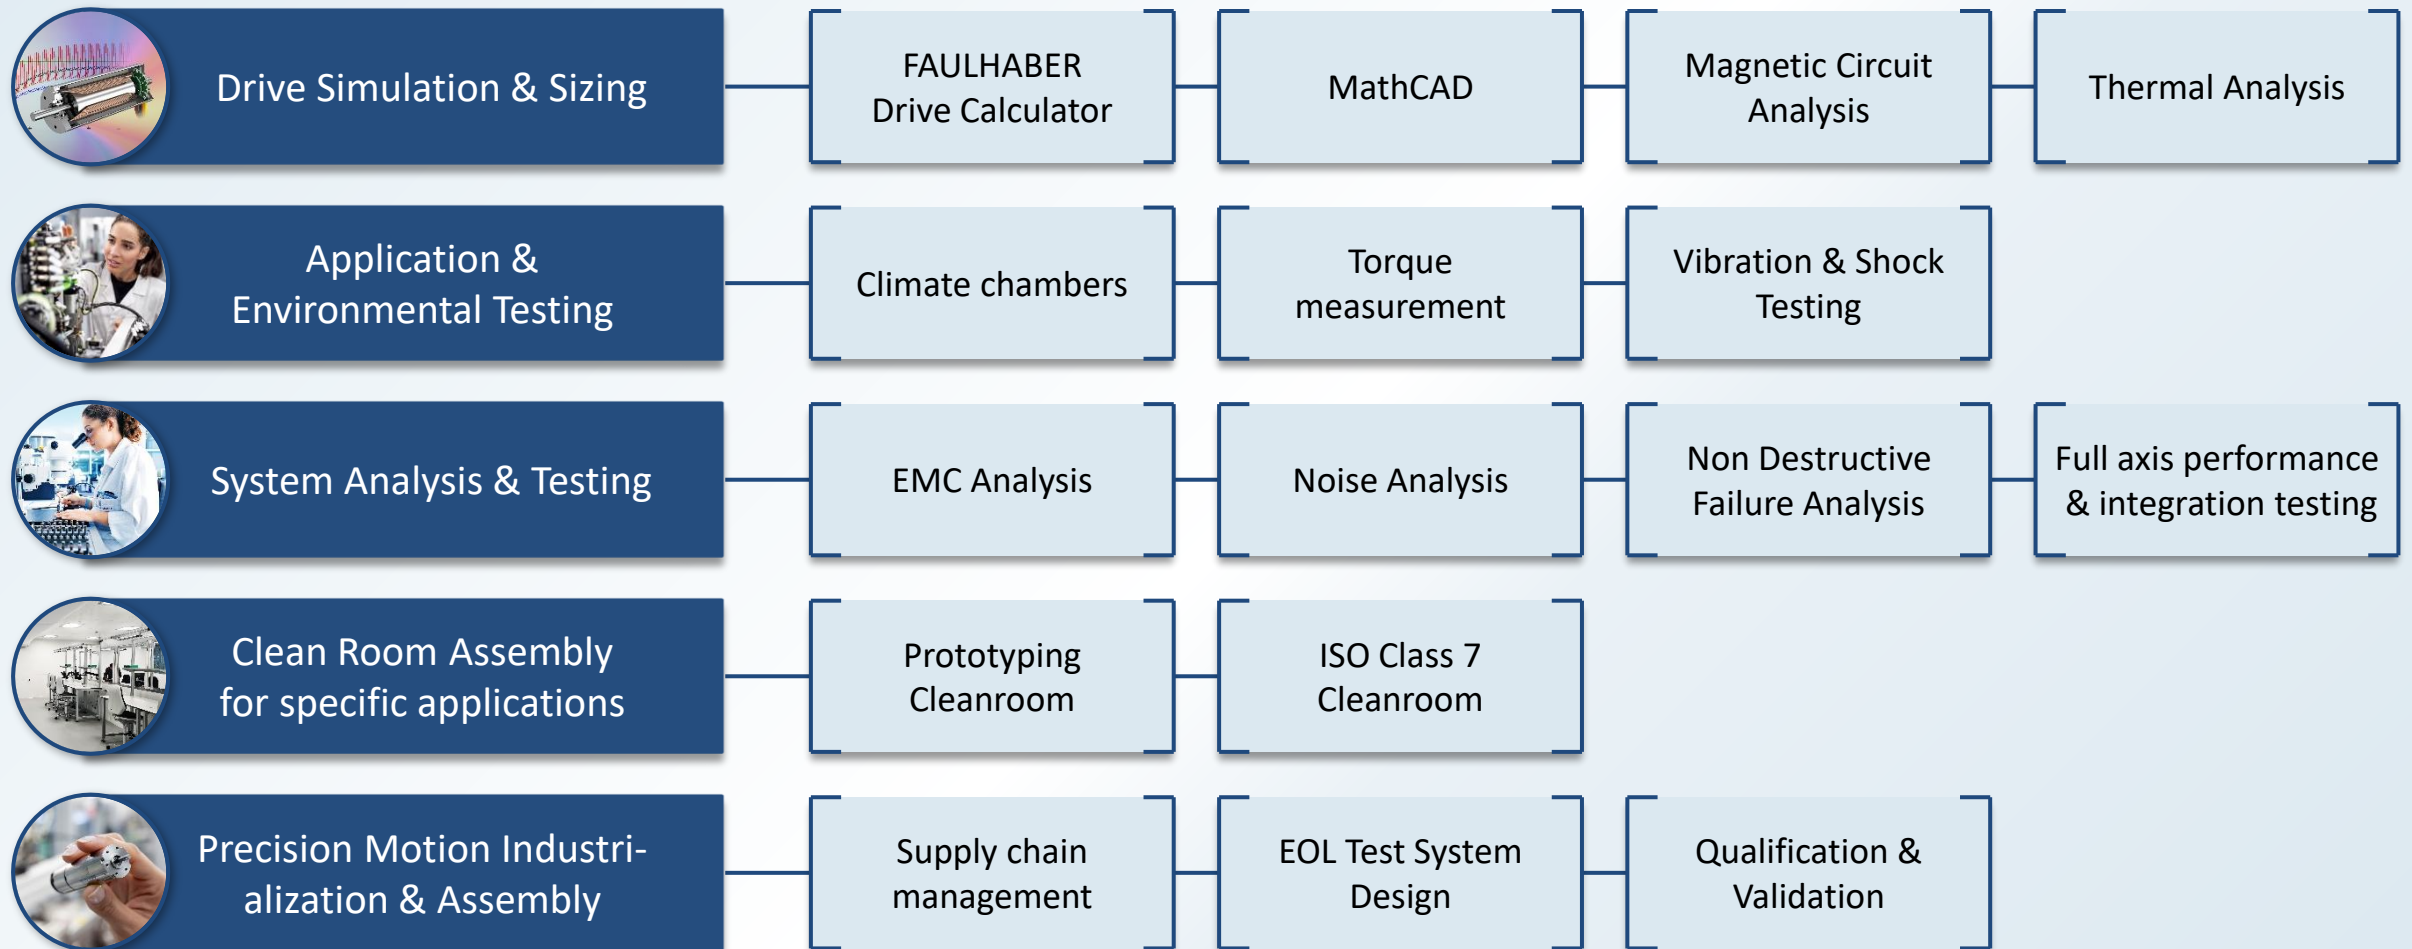 Drive Simulation & Sizing
FAULHABER
Drive Calculator
MathCAD
Magnetic Circuit
Analysis
Thermal Analysis
Application &
Environmental Testing
Climate chambers
Torque
measurement
Vibration & Shock
Testing
System Analysis & Testing
EMC Analysis
Noise Analysis
Non Destructive
Failure Analysis
Full axis performance
& integration testing
Clean Room Assembly
for specific applications
Prototyping
Cleanroom
ISO Class 7
Cleanroom
Precision Motion Industri-
alization & Assembly
Supply chain
management
EOL Test System
Design
Qualification &
Validation